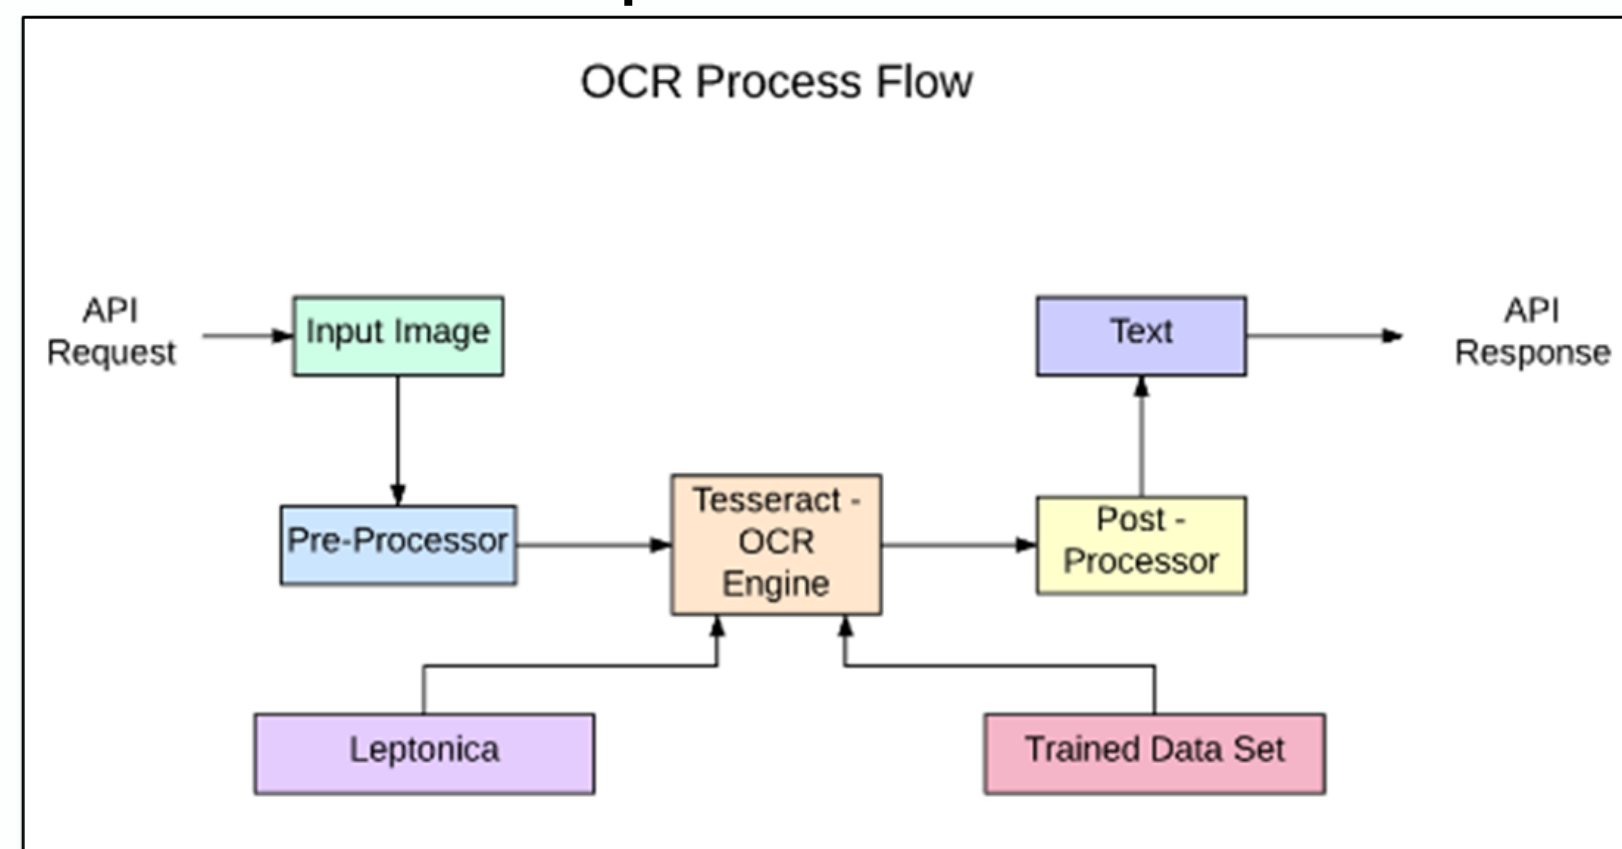 OCR Process Flow
API
Request
Input Image
Text
API
Response
Pre-Processor
Tesseract -
OCR
Engine
Post -
Processor
Leptonica
Trained Data Set